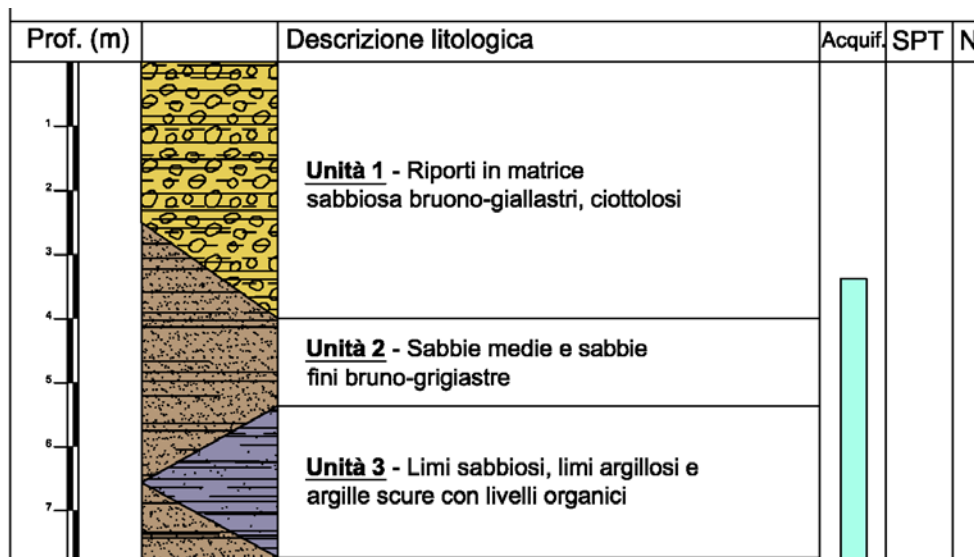 Prof. (m) Descrizione litologica Acquif. SPT N
1
Unità 1 - Riporti in matrice
2
sabbiosa bruono-giallastri, ciottolosi
3
4
Unità 2 - Sabbie medie e sabbie
5
fini bruno-grigiastre
6
Unità 3 - Limi sabbiosi, limi argillosi e
argille scure con livelli organici
7